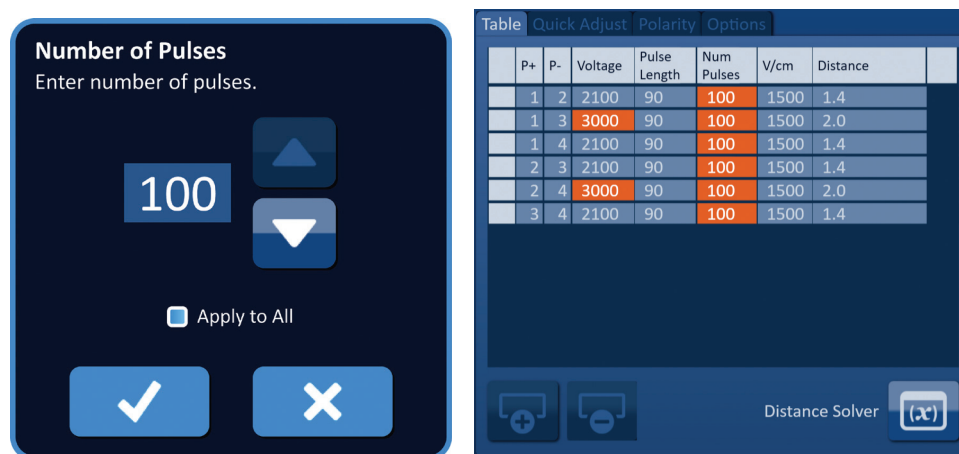 Number of Pulses
Enter number of pulses.
100
Apply to All
Table Quick Adjust Polarity Options
P+ P- Voltage Pulse Length Num Pulses V/cm Distance
1 2 2100 90 100 1500 1.4
1 3 3000 90 100 1500 2.0
1 4 2100 90 100 1500 1.4
2 3 2100 90 100 1500 1.4
2 4 3000 90 100 1500 2.0
3 4 2100 90 100 1500 1.4
Distance Solver (x)